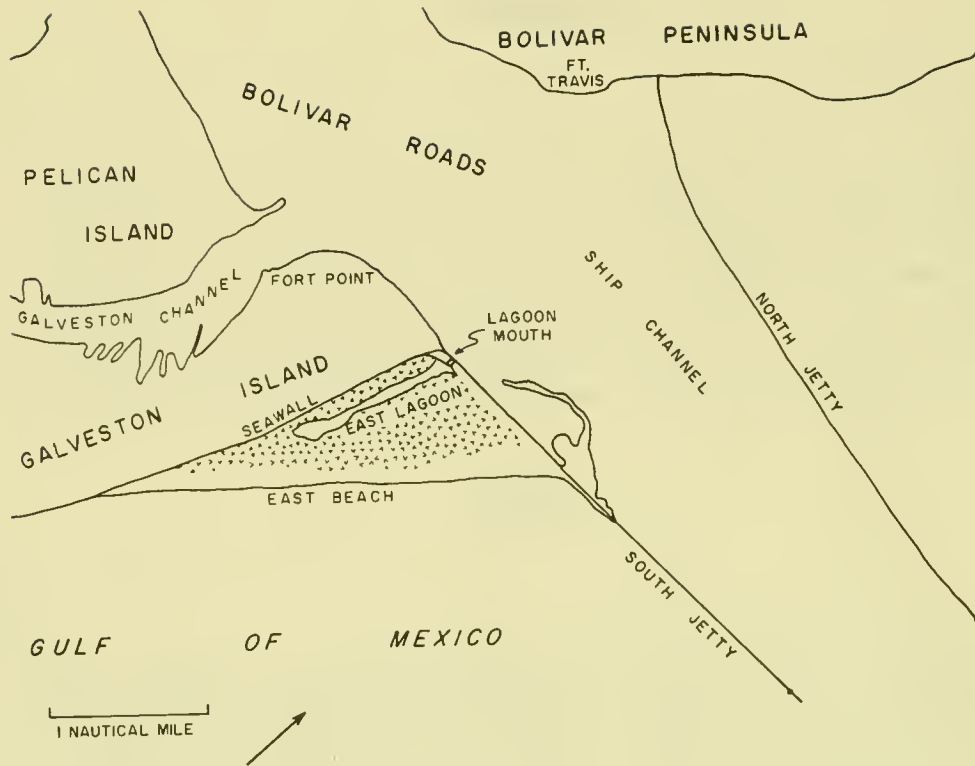 BOLIVAR PENINSULA
FT.
TRAVIS
BOLIVAR ROADS
PELICAN
ISLAND
GALVESTON CHANNEL
FORT POINT
SHIP CHANNEL
NORTH JETTY
LAGOON
MOUTH
GALVESTON ISLAND
SEAWALL
EAST LAGOON
EAST BEACH
SOUTH JETTY
GULF OF MEXICO
1 NAUTICAL MILE